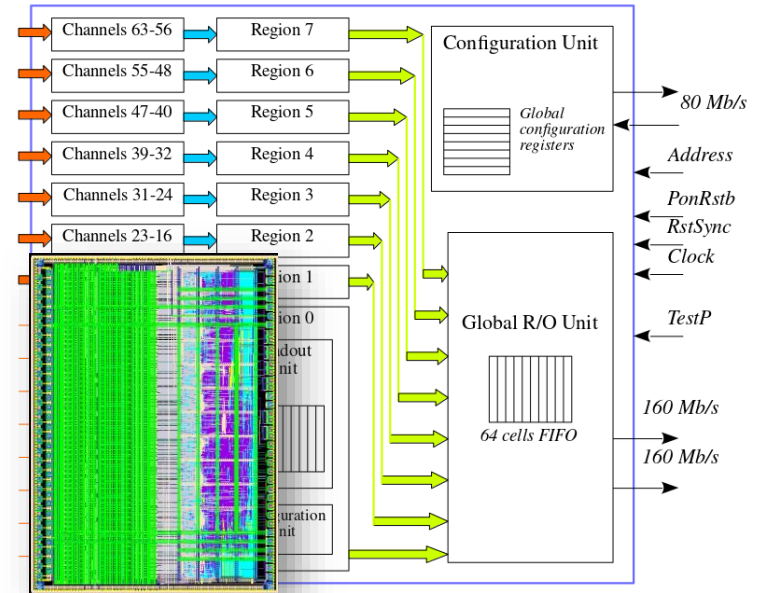 Channels 63-56
Region 7
Channels 55-48
Region 6
Channels 47-40
Region 5
Channels 39-32
Region 4
Channels 31-24
Region 3
Channels 23-16
Region 2
1
0
Configuration Unit
Global
configuration
registers
Global R/O Unit
64 cells FIFO
80 Mb/s
Address
PonRstb
RstSync
Clock
TestP
160 Mb/s
160 Mb/s